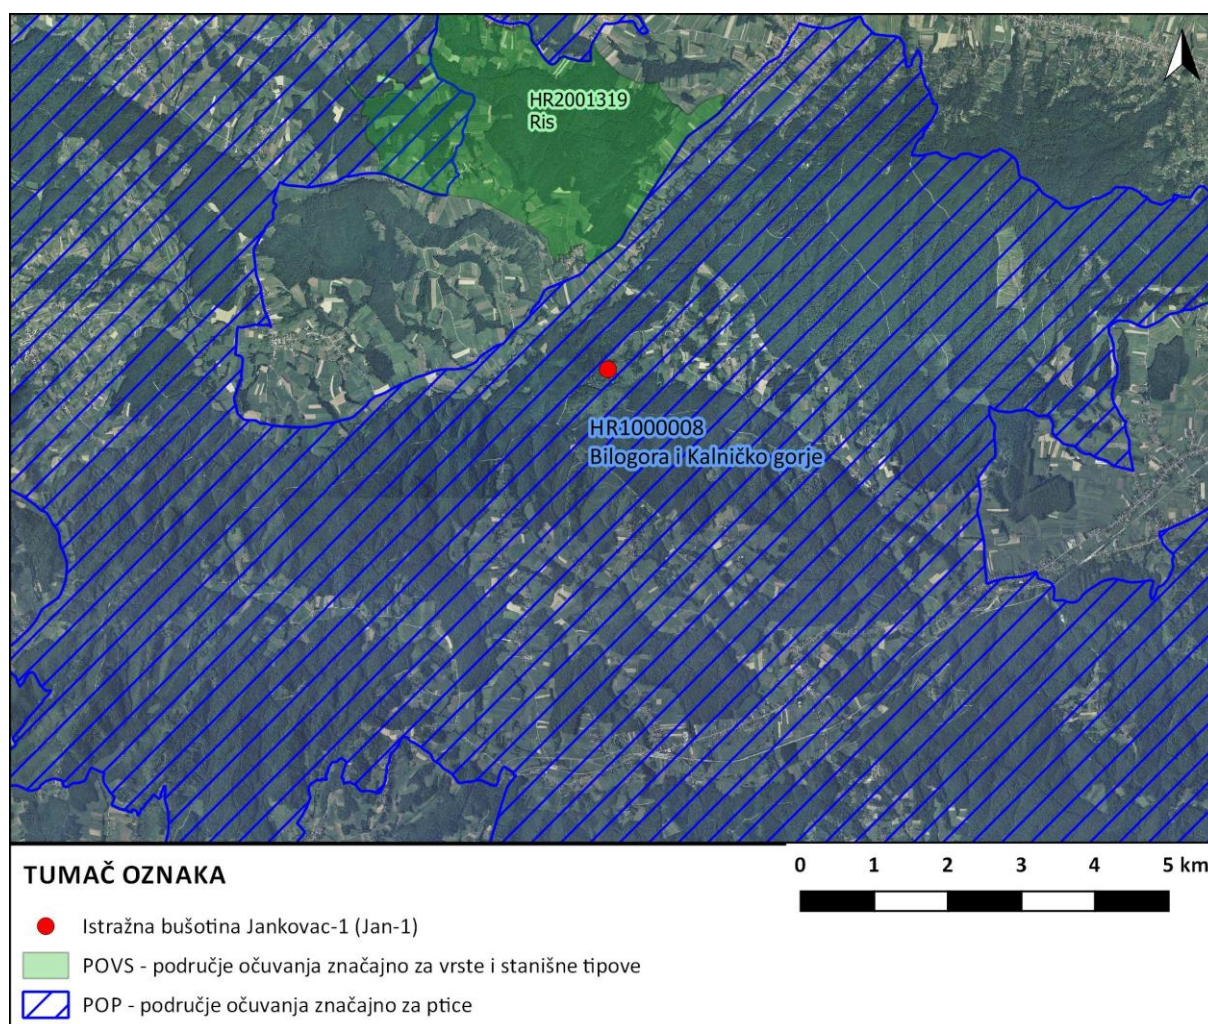 HR2001319
Ris
HR1000008
Bilogora i Kalničko gorje
TUMAČ OZNAKA
0 1 2 3 4 5 km
Istražna bušotina Jankovac-1 (Jan-1)
POVS - područje očuvanja značajno za vrste i stanišne tipove
POP - područje očuvanja značajno za ptice